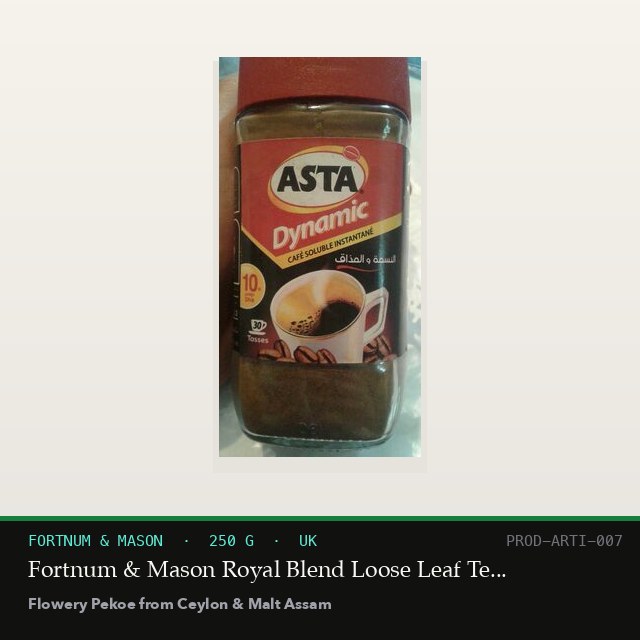 ASTA
Dynamic
CAFÉ SOLUBLE INSTANTANÉ
النسمة و المذاق
10
30
Tasses
FORTNUM & MASON · 250 G · UK
PROD-ARTI-007
Fortnum & Mason Royal Blend Loose Leaf Te...
Flowery Pekoe from Ceylon & Malt Assam